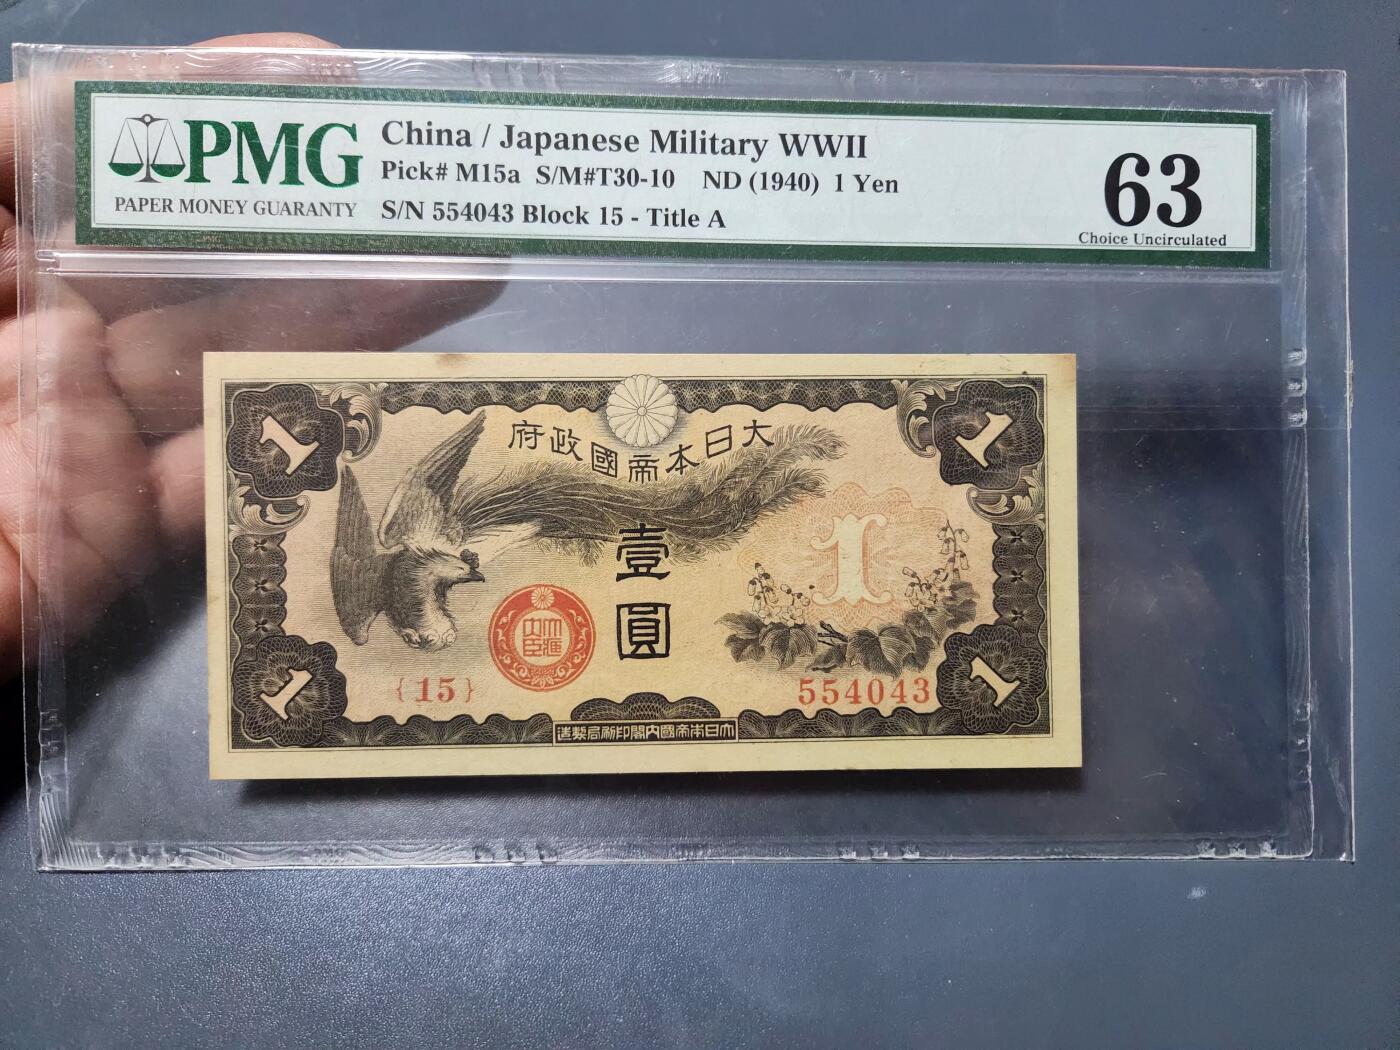 PMG
PAPER MONEY GUARANTY
China / Japanese Military WWII
Pick# M15a S/M#T30-10 ND (1940) 1 Yen
S/N 554043 Block 15 - Title A
63
Choice Uncirculated
1
1
府政國帝本日大
壹圓
1
{15}
554043
1
1
造製局刷印閣內國帝本日大